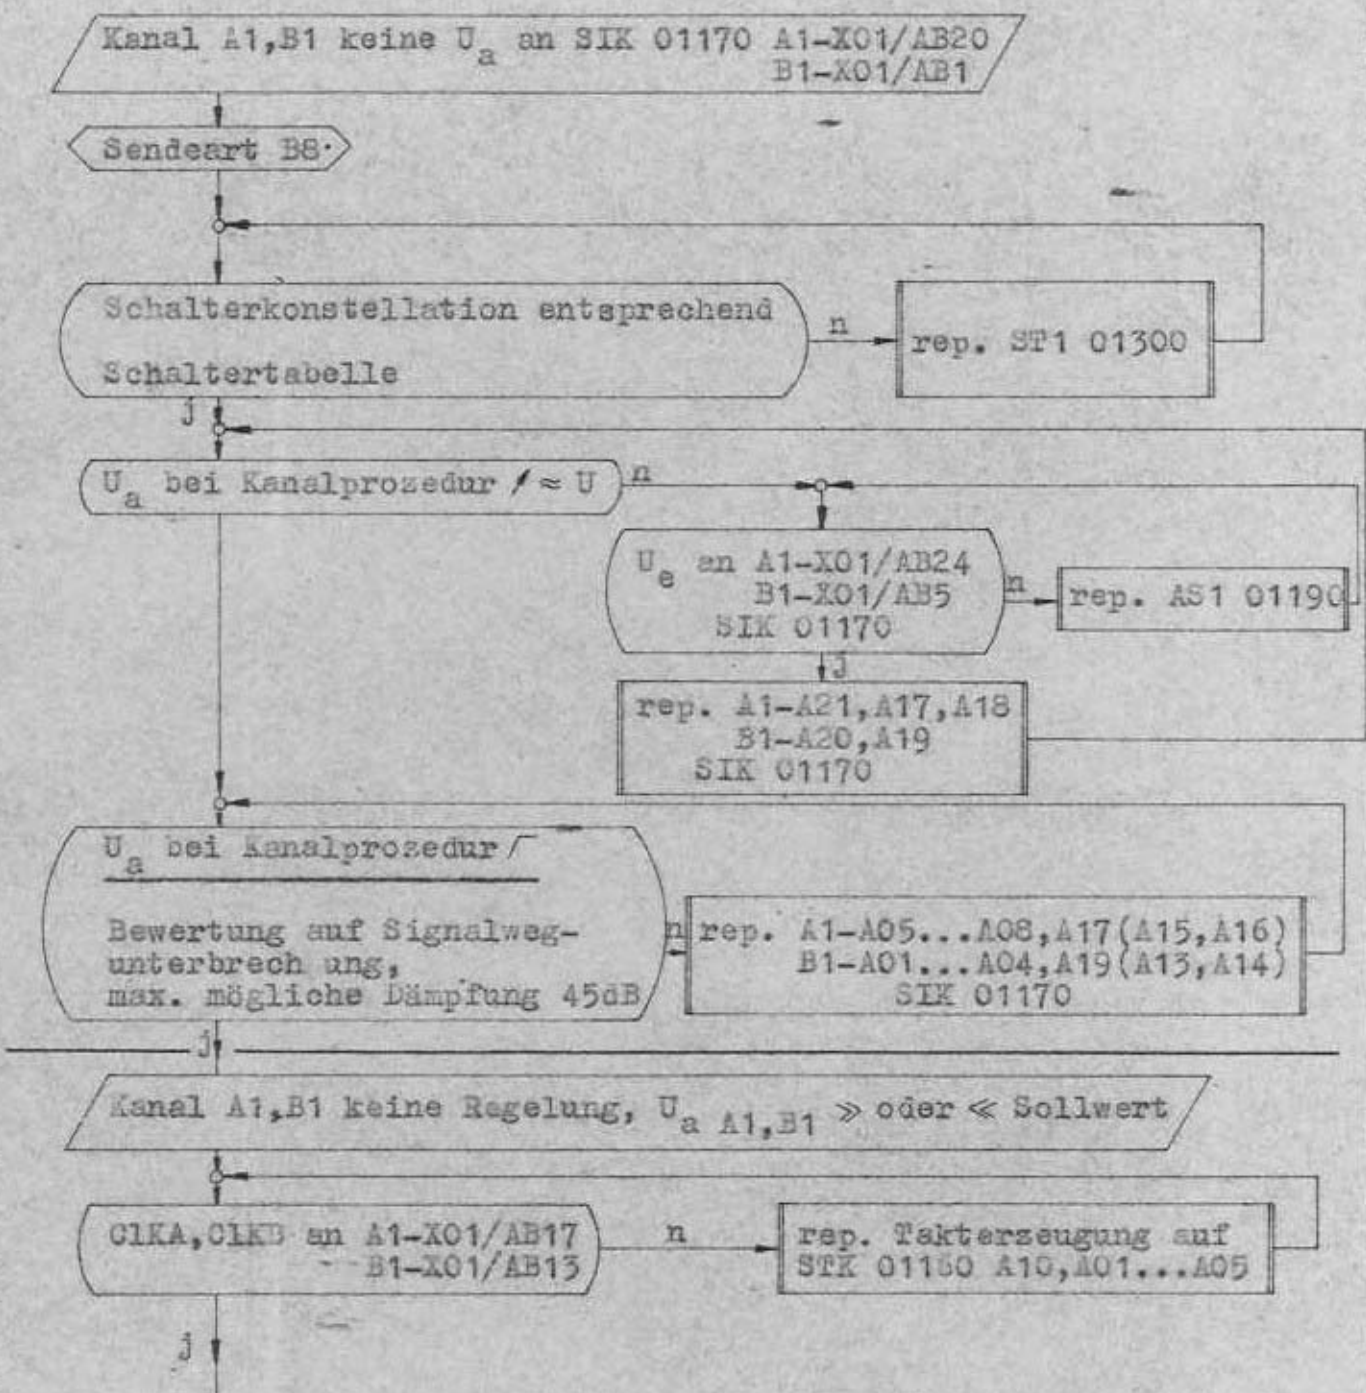 Kanal A1,B1 keine Ua an SIK 01170 A1-X01/AB20
B1-X01/AB1
Sendeart B8
Schalterkonstellation entsprechend
Schaltertabelle
n
rep. ST1 01300
j
Ua bei Kanalprozedur ≈ U
n
Ue an A1-X01/AB24
B1-X01/AB5
SIK 01170
n
rep. AS1 01190
j
rep. A1-A21,A17,A18
B1-A20,A19
SIK 01170
Ua bei Kanalprozedur
Bewertung auf Signalweg-
unterbrech ung,
max. mögliche Dämpfung 45dB
n
rep. A1-A05...A08,A17(A15,A16)
B1-A01...A04,A19(A13,A14)
SIK 01170
j
Kanal A1,B1 keine Regelung, Ua A1,B1 ≫ oder ≪ Sollwert
ClKA,ClKB an A1-X01/AB17
B1-X01/AB13
n
rep. Takterzeugung auf
STK 01160 A10,A01...A05
j